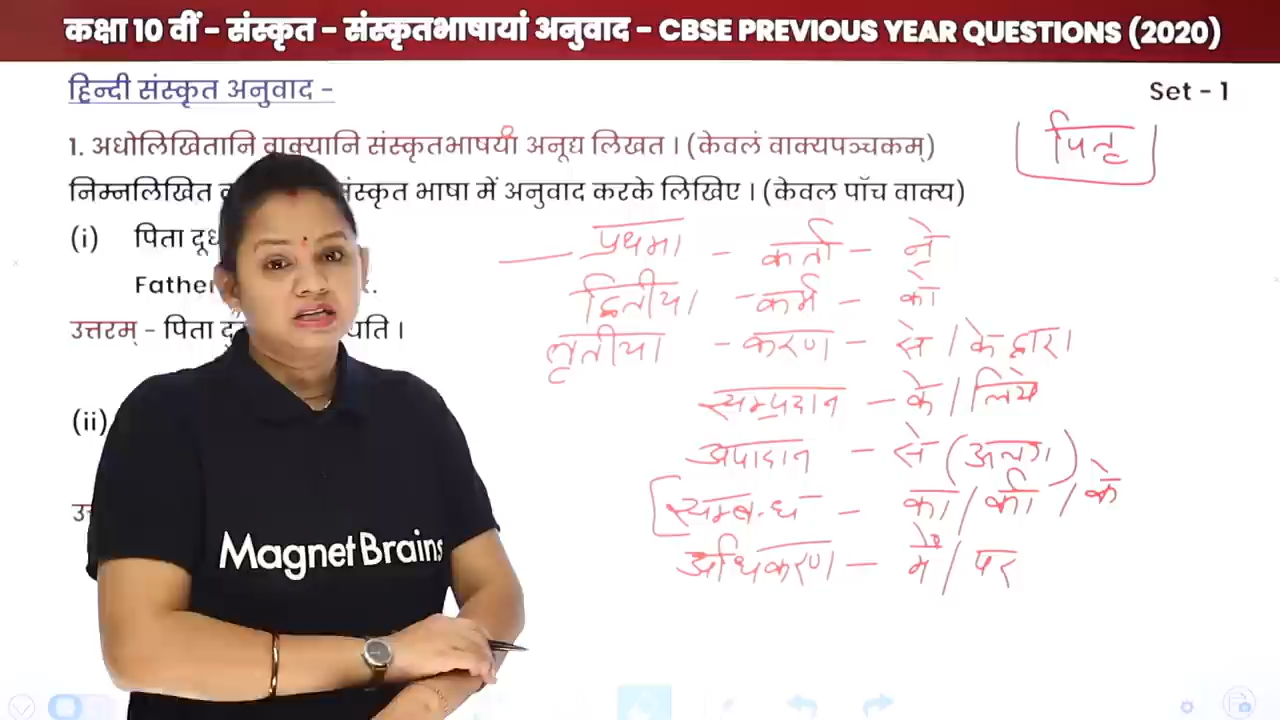 कक्षा 10 वीं - संस्कृत - संस्कृतभाषायां अनुवाद - CBSE PREVIOUS YEAR QUESTIONS (2020)
हिन्दी संस्कृत अनुवाद -
Set - 1
1. अधोलिखितानि वाक्यानि संस्कृतभाषयां अनूद्य लिखत । (केवलं वाक्यपञ्चकम्)
पितृ
निम्नलिखित संस्कृत भाषा में अनुवाद करके लिखिए । (केवल पाँच वाक्य)
(i) पिता दूध
Father
उत्तरम् - पिता
(ii)
प्रथमा - कर्ता - ने
द्वितीया - कर्म - को
तृतीया - करण - से / के द्वारा
सम्प्रदान - के / लिये
अपादान - से (अलग)
सम्बन्ध - का / की / के
अधिकरण - में / पर
Magnet Brains